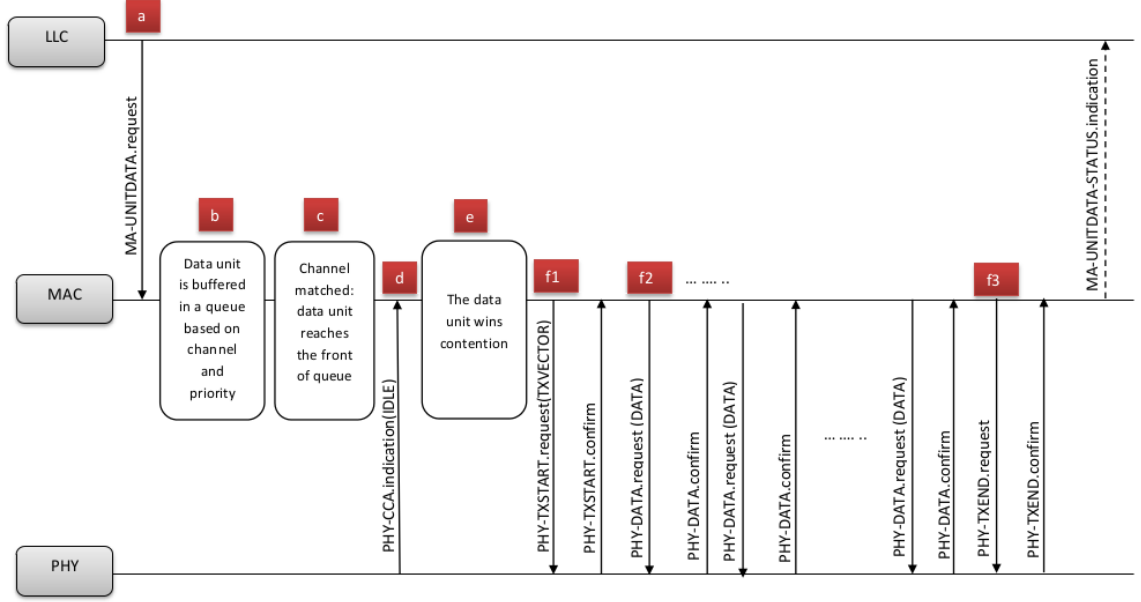 LLC
a
MA-UNITDATA.request
MA-UNITDATA-STATUS.indication
b
Data unit
is buffered
in a queue
based on
channel
and
priority
c
Channel
matched:
data unit
reaches
the front
of queue
d
e
The data
unit wins
contention
f1
f2
... .... ..
f3
MAC
PHY-CCA.indication(IDLE)
PHY-TXSTART.request(TXVECTOR)
PHY-TXSTART.confirm
PHY-DATA.request (DATA)
PHY-DATA.confirm
PHY-DATA.request (DATA)
PHY-DATA.confirm
... .... ..
PHY-DATA.request (DATA)
PHY-DATA.confirm
PHY-TXEND.request
PHY-TXEND.confirm
PHY